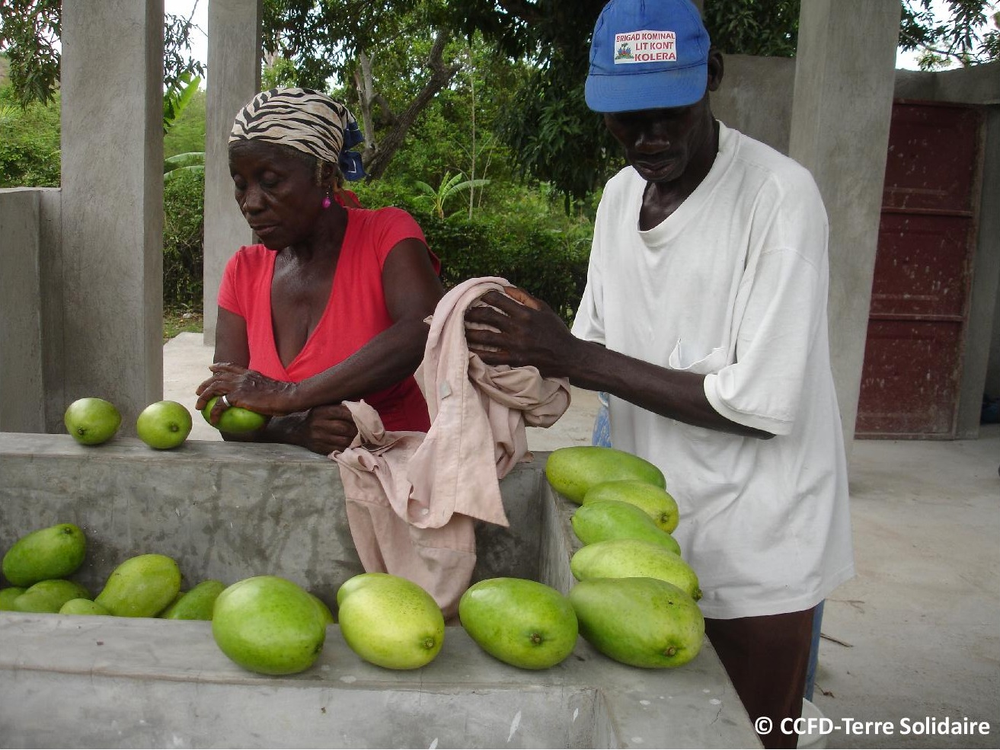 BRIGAD KOMINAL
LIT KONT
KOLERA
© CCFD-Terre Solidaire